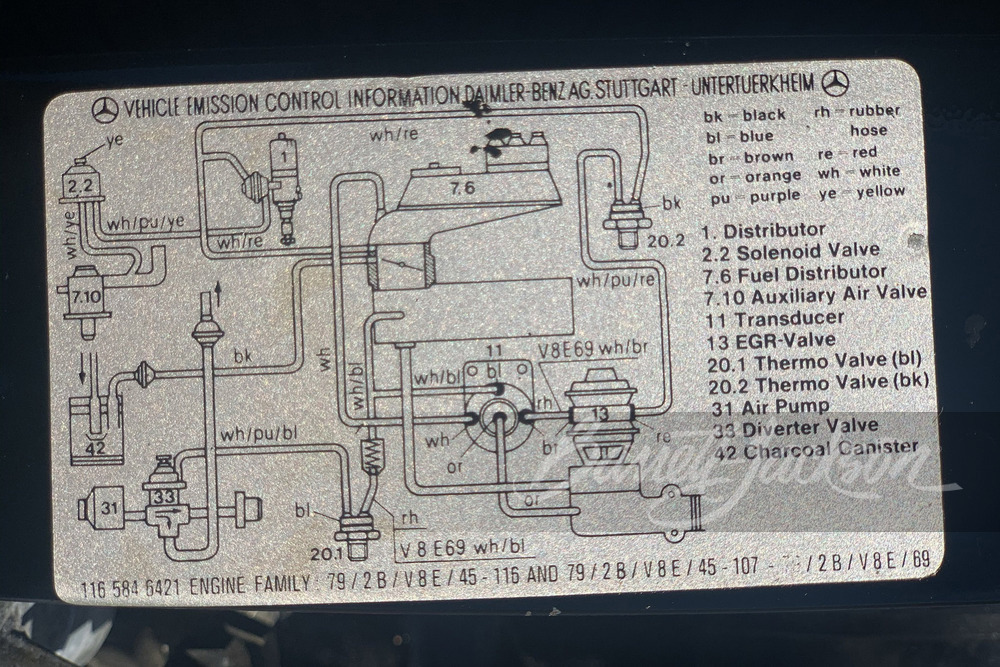 VEHICLE EMISSION CONTROL INFORMATION DAIMLER-BENZ AG. STUTTGART - UNTERTUERKHEIM
bk - black rh - rubber
bl - blue hose
br - brown re - red
or - orange wh - white
pu - purple ye - yellow
1. Distributor
2.2 Solenoid Valve
7.6 Fuel Distributor
7.10 Auxiliary Air Valve
11 Transducer
13 EGR-Valve
20.1 Thermo Valve (bl)
20.2 Thermo Valve (bk)
31 Air Pump
33 Diverter Valve
42 Charcoal Canister
ye
wh/re
1
2.2
7.6
wh/ye
wh/pu/ye
wh/re
bk
20.2
7.10
wh/pu/re
bk
wh
wh/bl
11
V8E69 wh/br
wh/bl
bl
rh
13
wh
br
re
or
42
wh/pu/bl
33
31
or
bl
rh
20.1
V8 E69 wh/bl
Barrett-Jackson
116 584 6421 ENGINE FAMILY: 79/2B/V8E/45-116 AND 79/2B/V8E/45-107 - /2B/V8E/69